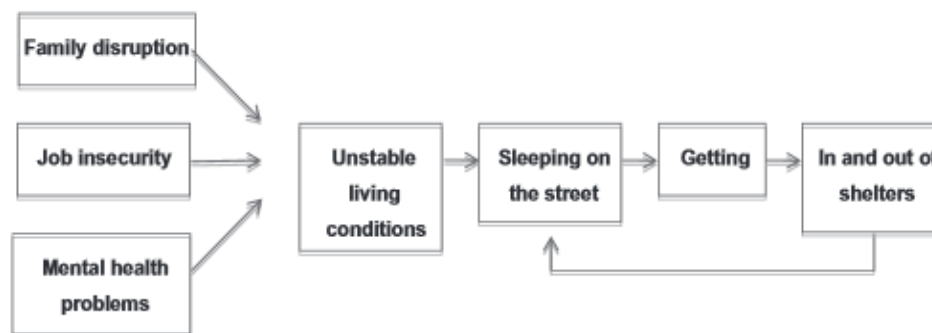 Family disruption
Job insecurity
Mental health
problems
Unstable
living
conditions
Sleeping on
the street
Getting
In and out of
shelters